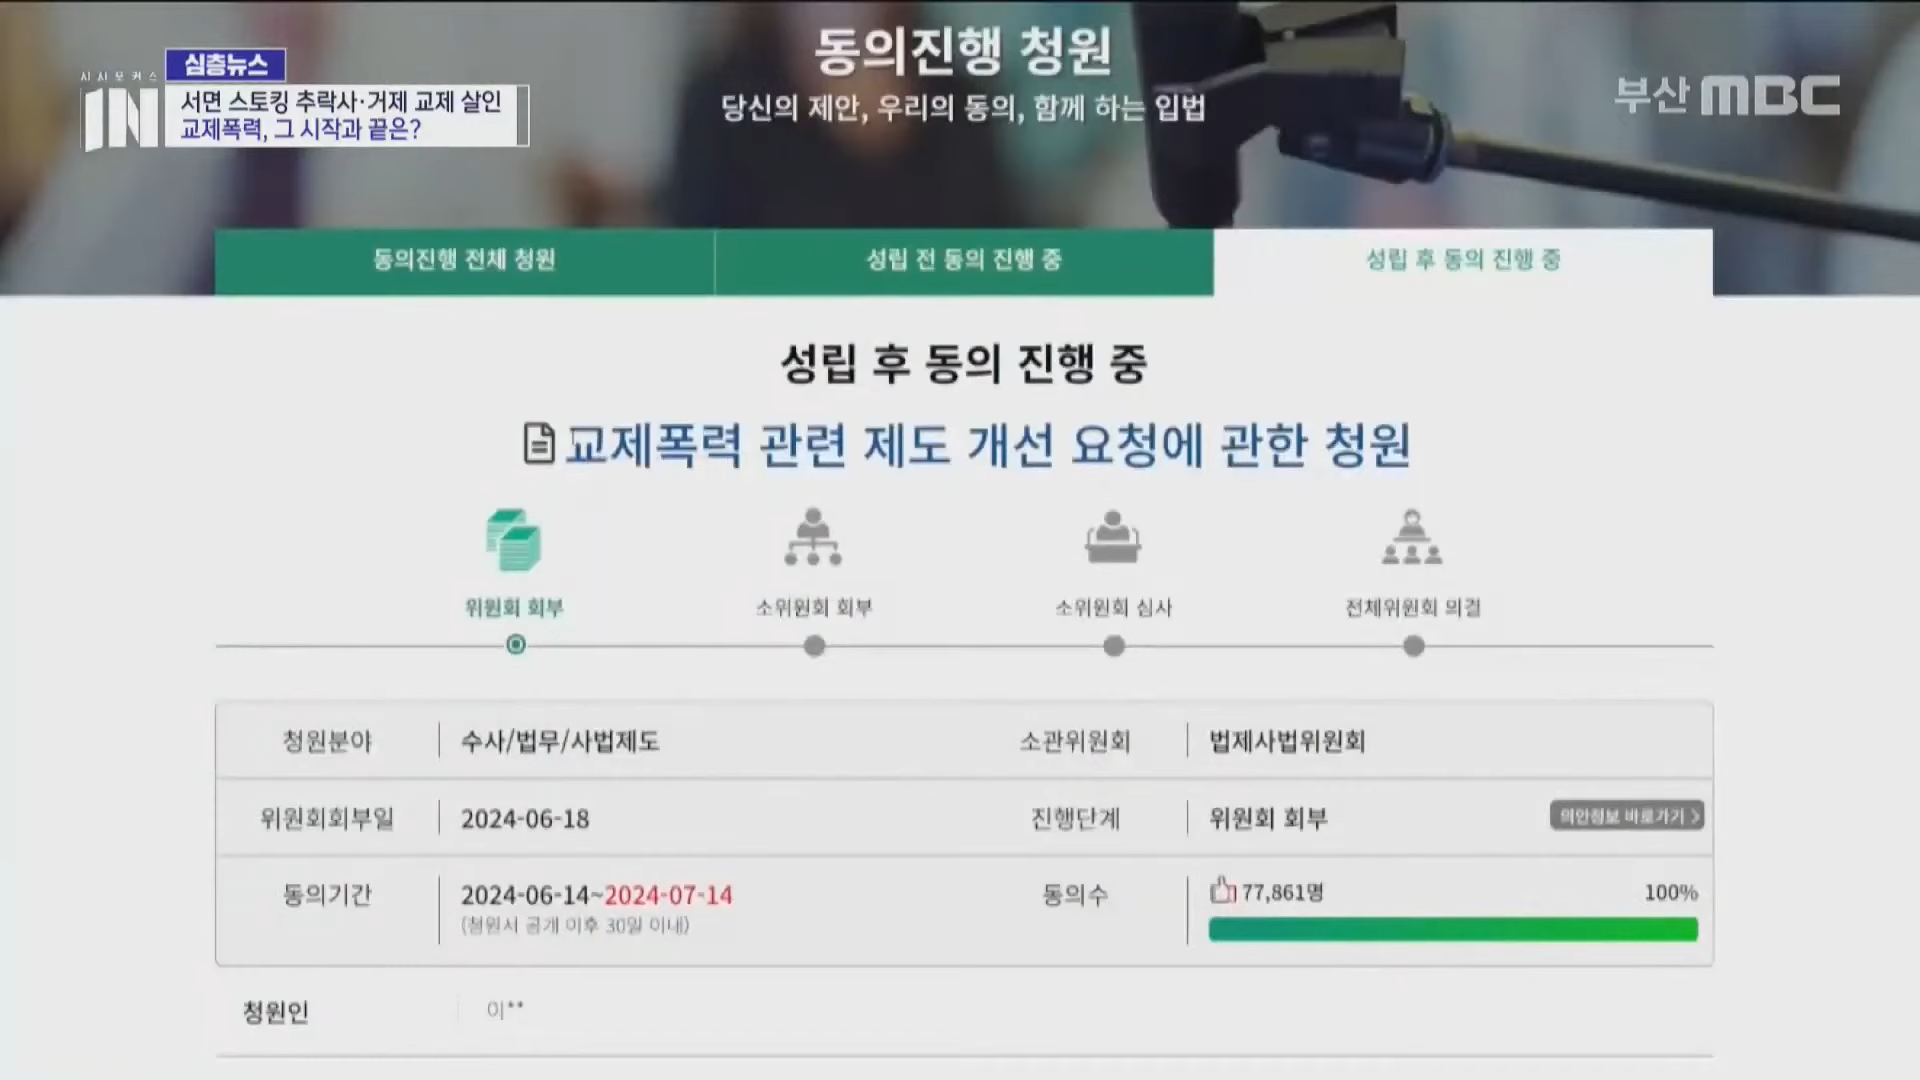 시사포커스
IN
심층뉴스
서면 스토킹 추락사·거제 교제 살인
교제폭력, 그 시작과 끝은?
부산 MBC
동의진행 청원
당신의 제안, 우리의 동의, 함께 하는 입법
동의진행 전체 청원
성립 전 동의 진행 중
성립 후 동의 진행 중
성립 후 동의 진행 중
교제폭력 관련 제도 개선 요청에 관한 청원
위원회 회부
소위원회 회부
소위원회 심사
전체위원회 의결
청원분야 수사/법무/사법제도 소관위원회 법제사법위원회
위원회회부일 2024-06-18 진행단계 위원회 회부 의안정보 바로가기 >
동의기간 2024-06-14~2024-07-14 동의수 77,861명 100%
(청원서 공개 이후 30일 이내)
청원인 이**